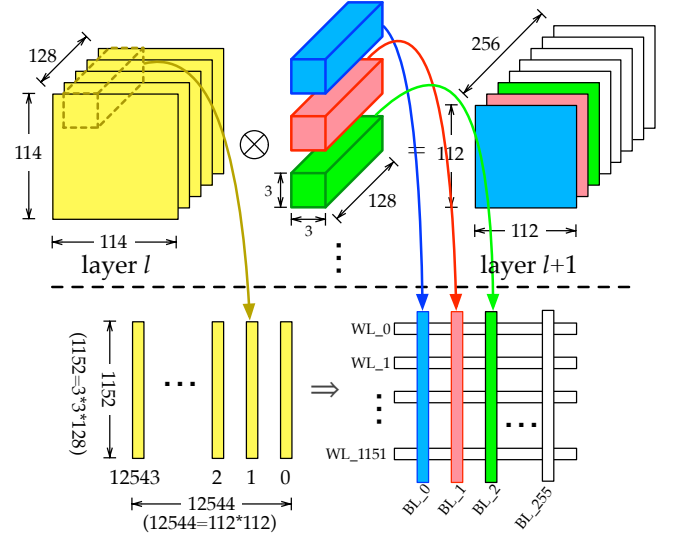 128
114
114
layer l
⊗
3
3
128
=
256
112
112
layer l+1
(1152=3*3*128)
1152
12543
2
1
0
12544
(12544=112*112)
⇒
WL_0
WL_1
WL_1151
BL_0
BL_1
BL_2
BL_255